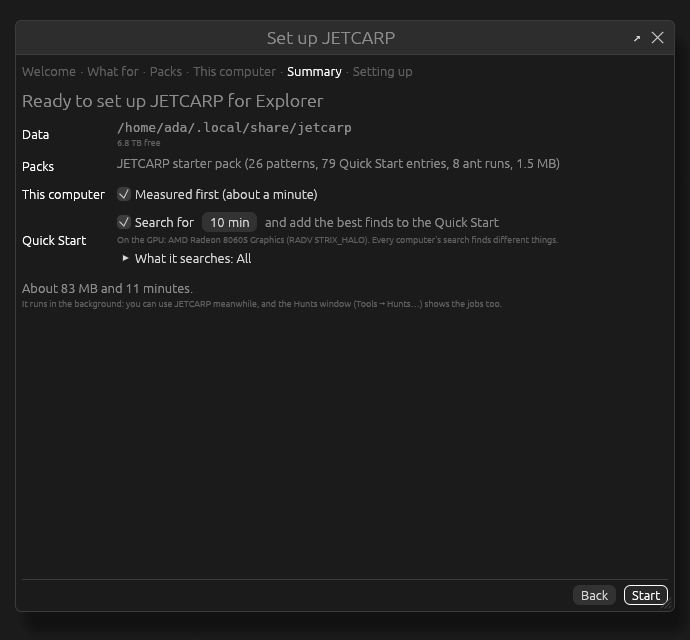 Set up JETCARP
Welcome · What for · Packs · This computer · Summary · Setting up
Ready to set up JETCARP for Explorer
Data
/home/ada/.local/share/jetcarp
6.8 TB free
Packs
JETCARP starter pack (26 patterns, 79 Quick Start entries, 8 ant runs, 1.5 MB)
This computer
Measured first (about a minute)
Quick Start
Search for 10 min and add the best finds to the Quick Start
On the GPU: AMD Radeon 8060S Graphics (RADV STRIX_HALO). Every computer's search finds different things.
What it searches: All
About 83 MB and 11 minutes.
It runs in the background: you can use JETCARP meanwhile, and the Hunts window (Tools → Hunts…) shows the jobs too.
Back Start